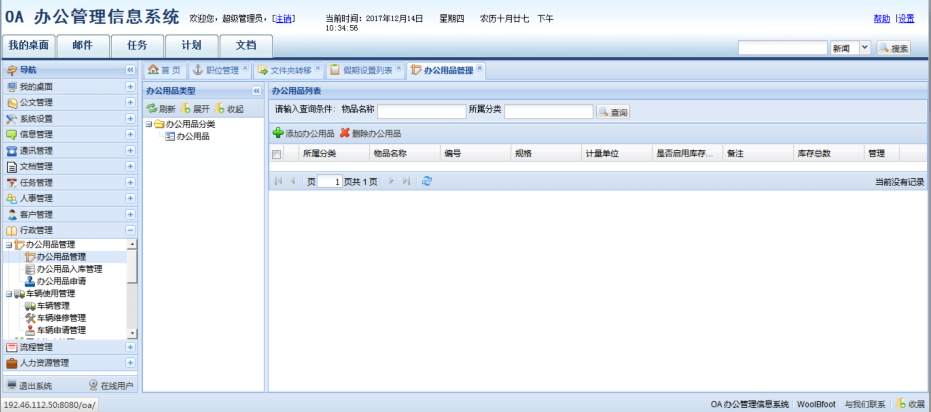 OA 办公管理信息系统 欢迎您，超级管理员，[注销] 当前时间：2017年12月14日 星期四 农历十月廿七 下午 10:34:56 帮助 |设置
我的桌面 邮件 任务 计划 文档 新闻 搜索
导航
我的桌面
公文管理
系统设置
信息管理
通讯管理
文档管理
任务管理
人事管理
客户管理
行政管理
办公用品管理
办公用品管理
办公用品入库管理
办公用品申请
车辆使用管理
车辆管理
车辆维修管理
车辆申请管理
流程管理
人力资源管理
退出系统 在线用户
首 页 职位管理 文件夹转移 假期设置列表 办公用品管理
办公用品类型
刷新 展开 收起
办公用品分类
办公用品
办公用品列表
请输入查询条件： 物品名称 所属分类 查询
添加办公用品 删除办公用品
所属分类 物品名称 编号 规格 计量单位 是否启用库存... 备注 库存总数 管理
页 1 页共 1 页 当前没有记录
192.46.112.50:8080/oa/
OA 办公管理信息系统 WoolBfoot 与我们联系 收展